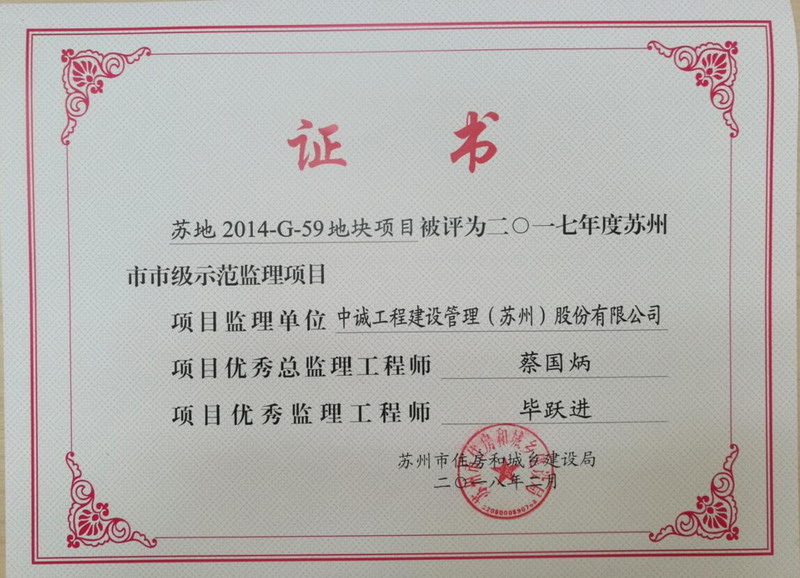 证书
苏地2014-G-59地块项目被评为二〇一七年度苏州
市市级示范监理项目
项目监理单位 中诚工程建设管理（苏州）股份有限公司
项目优秀总监理工程师 蔡国炳
项目优秀监理工程师 毕跃进
苏州市住房和城乡建设局
二〇一八年二月